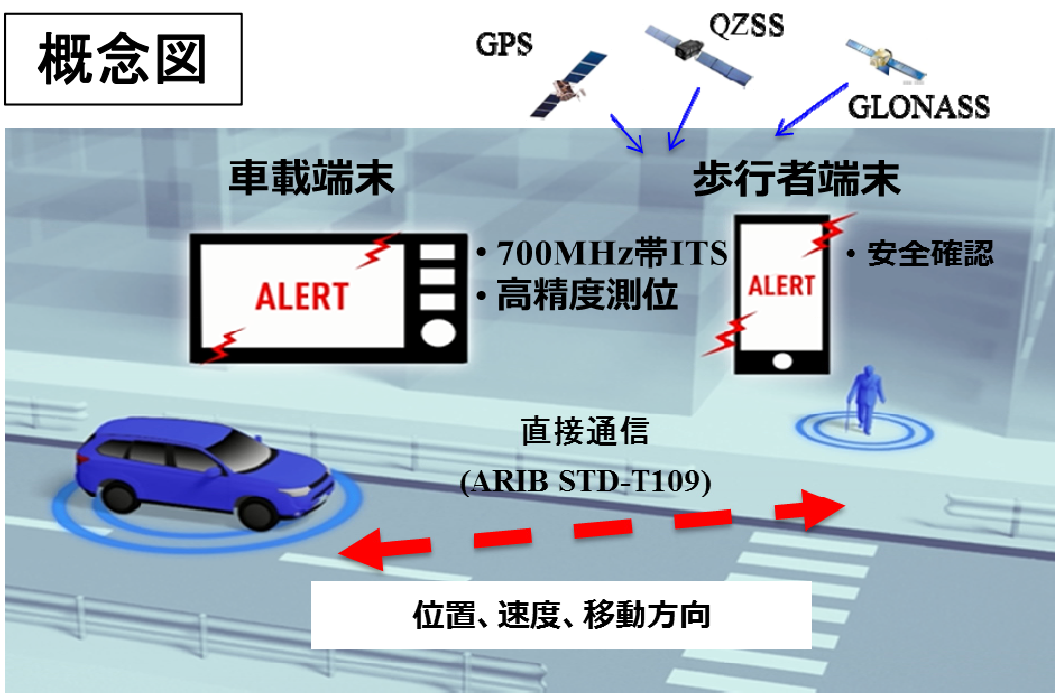 概念図
GPS
QZSS
GLONASS
車載端末
歩行者端末
ALERT
・700MHz帯ITS
・高精度測位
ALERT
・安全確認
直接通信
(ARIB STD-T109)
位置、速度、移動方向